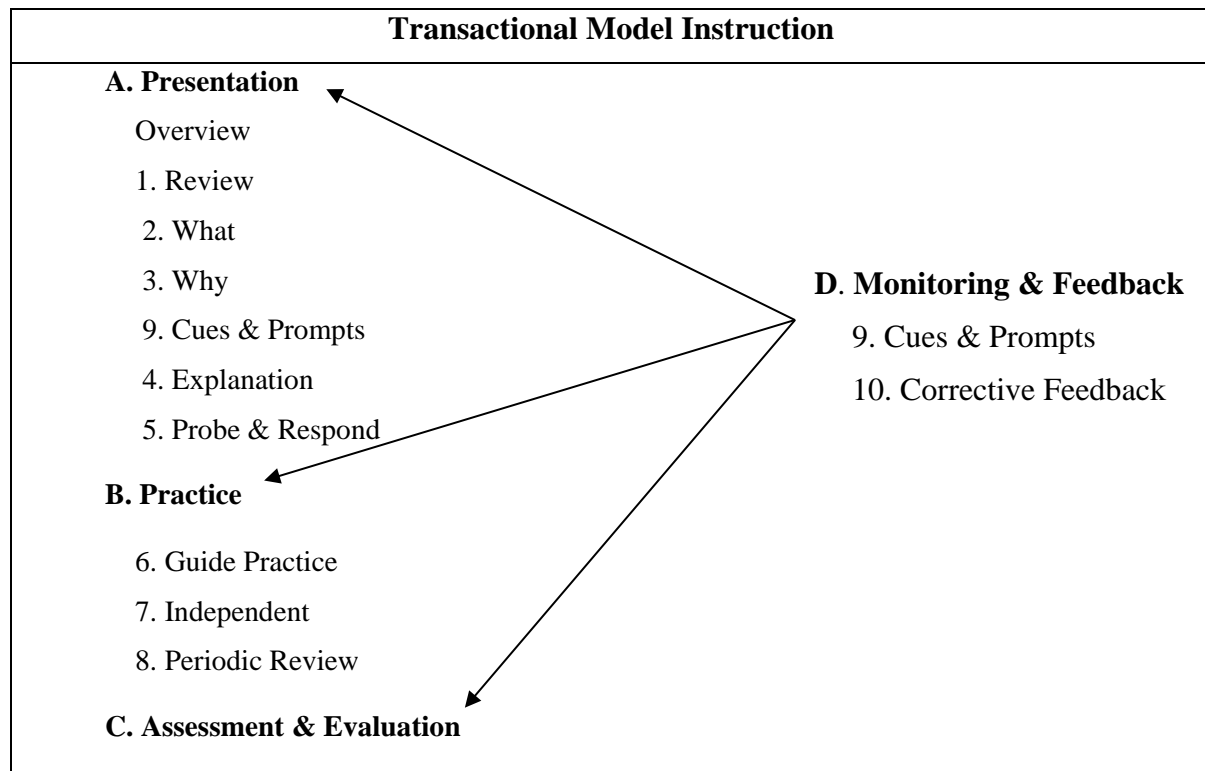 Transactional Model Instruction
A. Presentation
Overview
1. Review
2. What
3. Why
9. Cues & Prompts
4. Explanation
5. Probe & Respond
B. Practice
6. Guide Practice
7. Independent
8. Periodic Review
C. Assessment & Evaluation
D. Monitoring & Feedback
9. Cues & Prompts
10. Corrective Feedback